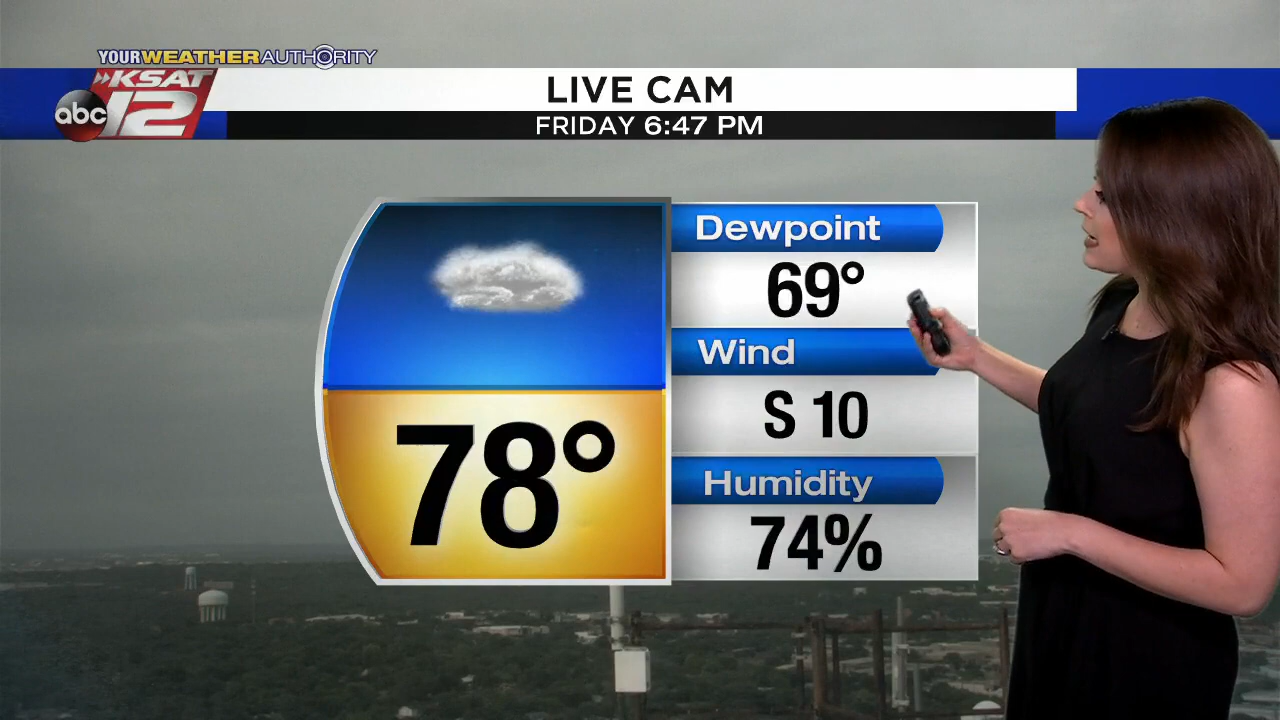 YOUR WEATHER AUTHORITY
KSAT
abc 12
LIVE CAM
FRIDAY 6:47 PM
Dewpoint
69°
Wind
S 10
78°
Humidity
74%